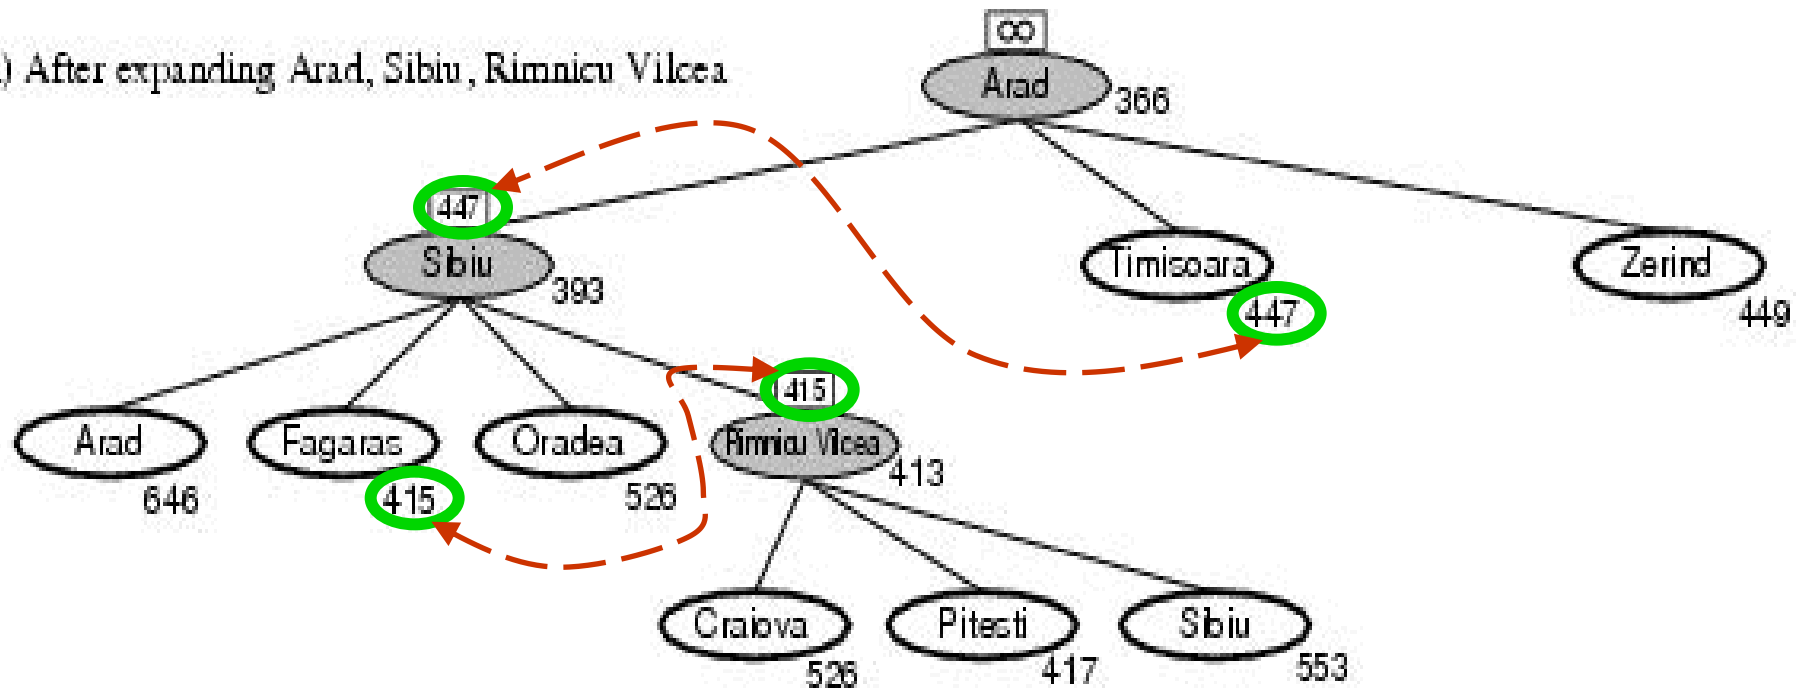 ∞
) After expanding Arad, Sibiu, Rimnicu Vilcea
Arad
366
447
Sibiu
393
Timisoara
447
Zerind
449
415
Arad
646
Fagaras
415
Oradea
526
Rimnicu Vilcea
413
Craiova
526
Pitesti
417
Sibiu
553